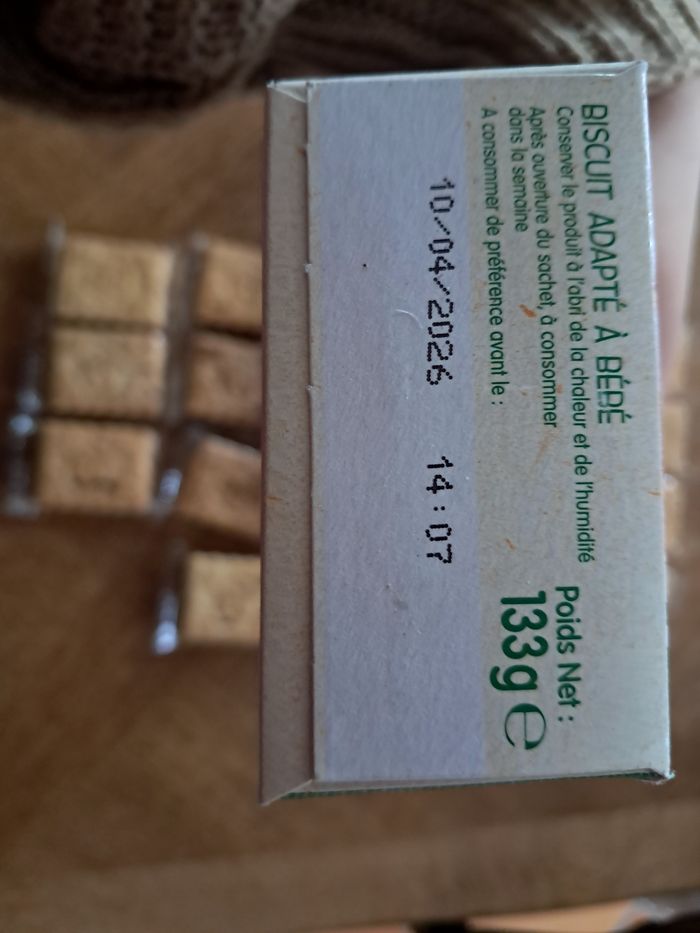 BISCUIT ADAPTÉ À BÉBÉ
Conserver le produit à l'abri de la chaleur et de l'humidité
Après ouverture du sachet, à consommer
dans la semaine
A consommer de préférence avant le :
Poids Net :
133g e
10/04/2026 14:07